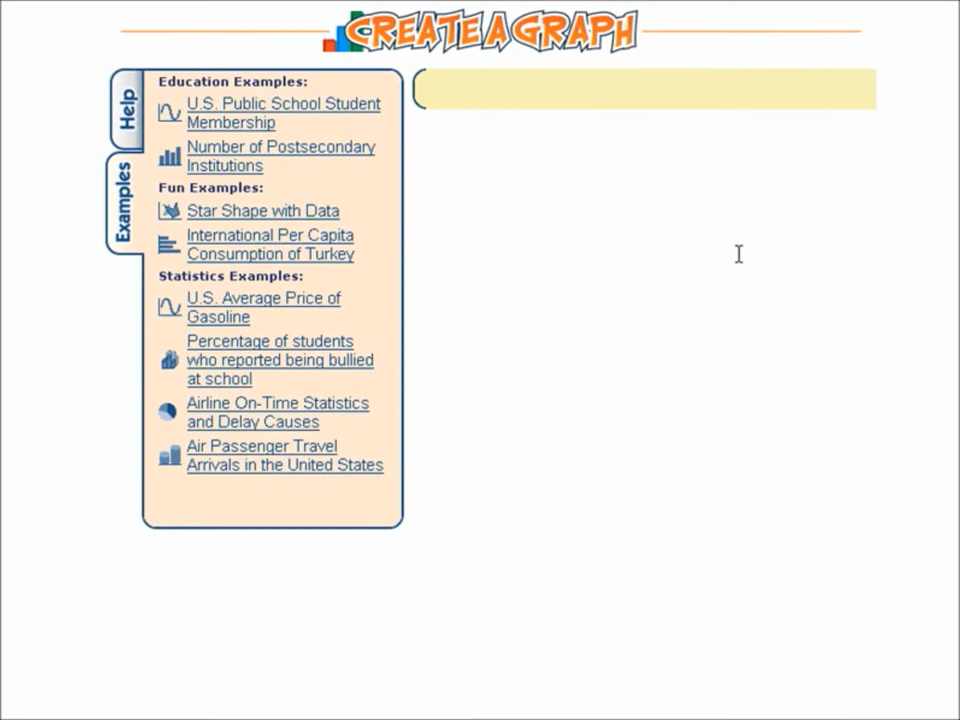 CREATE A GRAPH
Help
Examples
Education Examples:
U.S. Public School Student
Membership
Number of Postsecondary
Institutions
Fun Examples:
Star Shape with Data
International Per Capita
Consumption of Turkey
Statistics Examples:
U.S. Average Price of
Gasoline
Percentage of students
who reported being bullied
at school
Airline On-Time Statistics
and Delay Causes
Air Passenger Travel
Arrivals in the United States